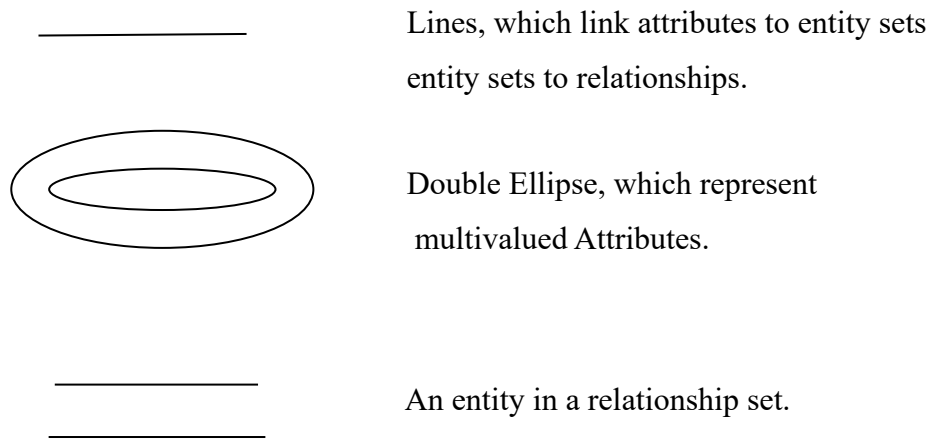 Lines, which link attributes to entity sets
entity sets to relationships.
Double Ellipse, which represent
multivalued Attributes.
An entity in a relationship set.